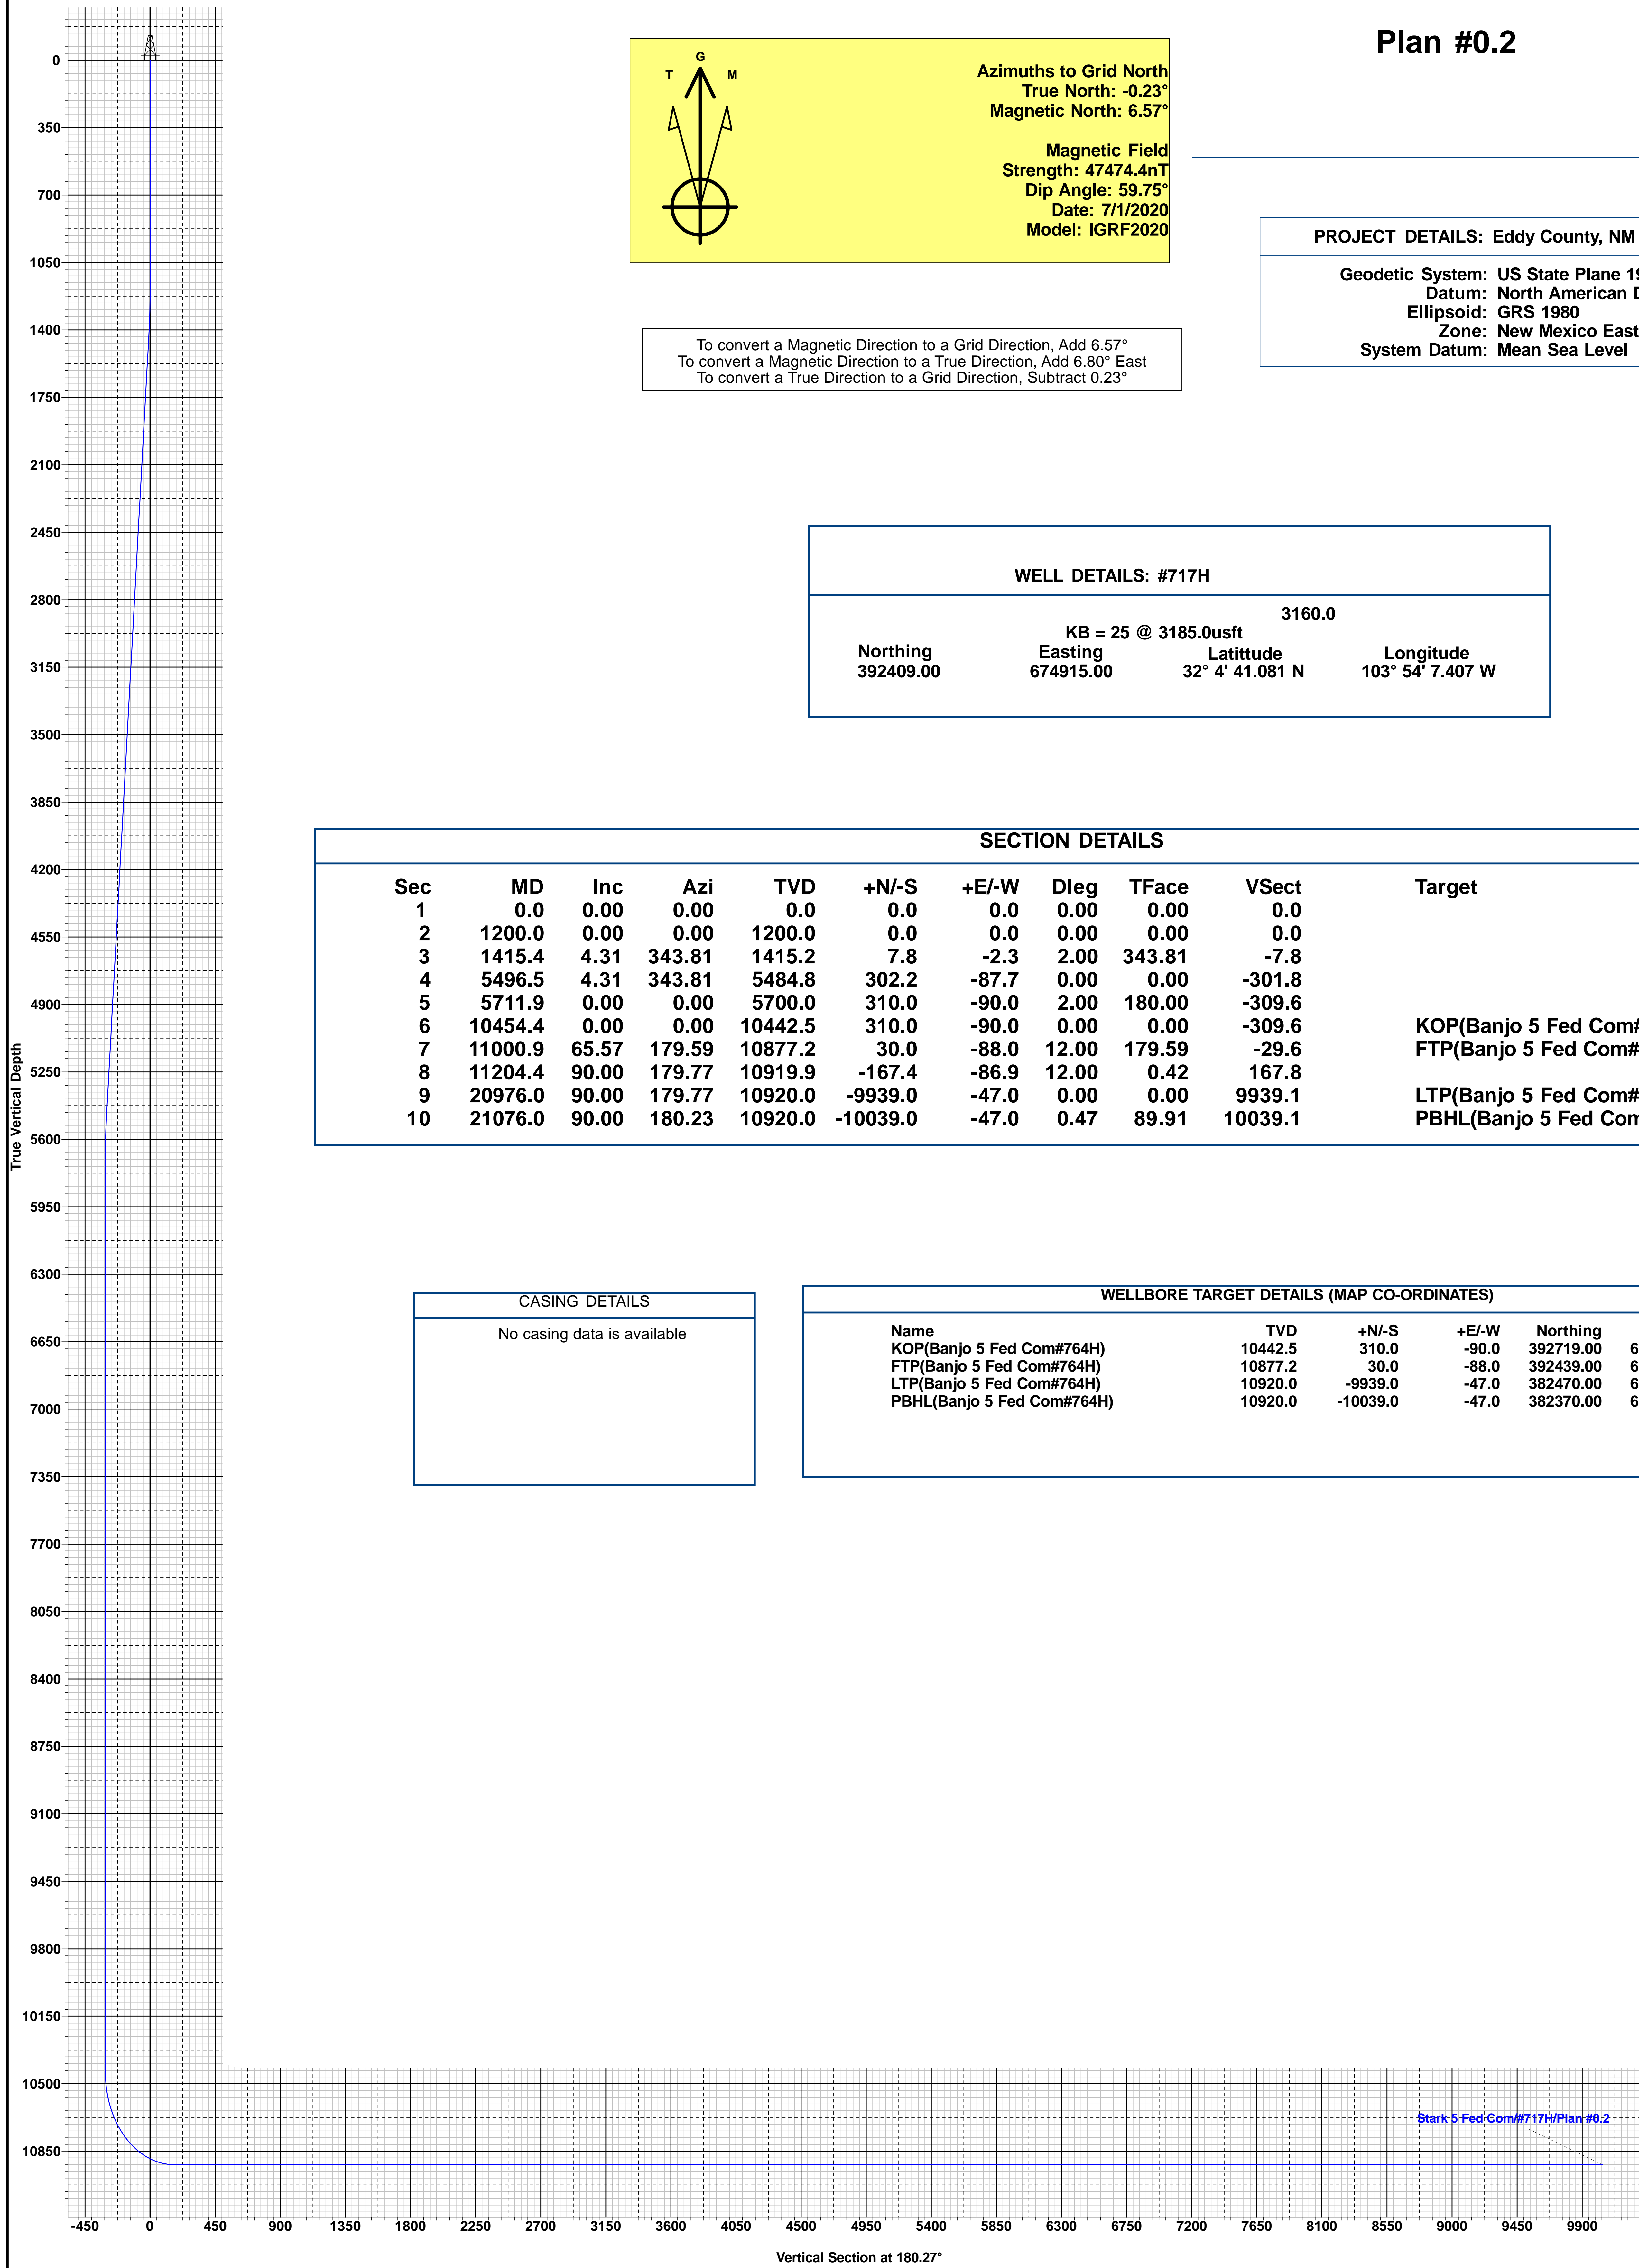 Plan #0.2
G
T M
Azimuths to Grid North
True North: -0.23°
Magnetic North: 6.57°
Magnetic Field
Strength: 47474.4nT
Dip Angle: 59.75°
Date: 7/1/2020
Model: IGRF2020
PROJECT DETAILS: Eddy County, NM
Geodetic System: US State Plane 19
Datum: North American D
Ellipsoid: GRS 1980
Zone: New Mexico East
System Datum: Mean Sea Level
To convert a Magnetic Direction to a Grid Direction, Add 6.57°
To convert a Magnetic Direction to a True Direction, Add 6.80° East
To convert a True Direction to a Grid Direction, Subtract 0.23°
WELL DETAILS: #717H
3160.0
KB = 25 @ 3185.0usft
Northing Easting Latittude Longitude
392409.00 674915.00 32° 4' 41.081 N 103° 54' 7.407 W
SECTION DETAILS
Sec MD Inc Azi TVD +N/-S +E/-W Dleg TFace VSect Target
1 0.0 0.00 0.00 0.0 0.0 0.0 0.00 0.00 0.0
2 1200.0 0.00 0.00 1200.0 0.0 0.0 0.00 0.00 0.0
3 1415.4 4.31 343.81 1415.2 7.8 -2.3 2.00 343.81 -7.8
4 5496.5 4.31 343.81 5484.8 302.2 -87.7 0.00 0.00 -301.8
5 5711.9 0.00 0.00 5700.0 310.0 -90.0 2.00 180.00 -309.6
6 10454.4 0.00 0.00 10442.5 310.0 -90.0 0.00 0.00 -309.6 KOP(Banjo 5 Fed Com#
7 11000.9 65.57 179.59 10877.2 30.0 -88.0 12.00 179.59 -29.6 FTP(Banjo 5 Fed Com#
8 11204.4 90.00 179.77 10919.9 -167.4 -86.9 12.00 0.42 167.8
9 20976.0 90.00 179.77 10920.0 -9939.0 -47.0 0.00 0.00 9939.1 LTP(Banjo 5 Fed Com#
10 21076.0 90.00 180.23 10920.0 -10039.0 -47.0 0.47 89.91 10039.1 PBHL(Banjo 5 Fed Com
CASING DETAILS
No casing data is available
WELLBORE TARGET DETAILS (MAP CO-ORDINATES)
Name TVD +N/-S +E/-W Northing
KOP(Banjo 5 Fed Com#764H) 10442.5 310.0 -90.0 392719.00 6
FTP(Banjo 5 Fed Com#764H) 10877.2 30.0 -88.0 392439.00 6
LTP(Banjo 5 Fed Com#764H) 10920.0 -9939.0 -47.0 382470.00 6
PBHL(Banjo 5 Fed Com#764H) 10920.0 -10039.0 -47.0 382370.00 6
True Vertical Depth
0
350
700
1050
1400
1750
2100
2450
2800
3150
3500
3850
4200
4550
4900
5250
5600
5950
6300
6650
7000
7350
7700
8050
8400
8750
9100
9450
9800
10150
10500
10850
Stark 5 Fed Com/#717H/Plan #0.2
-450 0 450 900 1350 1800 2250 2700 3150 3600 4050 4500 4950 5400 5850 6300 6750 7200 7650 8100 8550 9000 9450 9900
Vertical Section at 180.27°